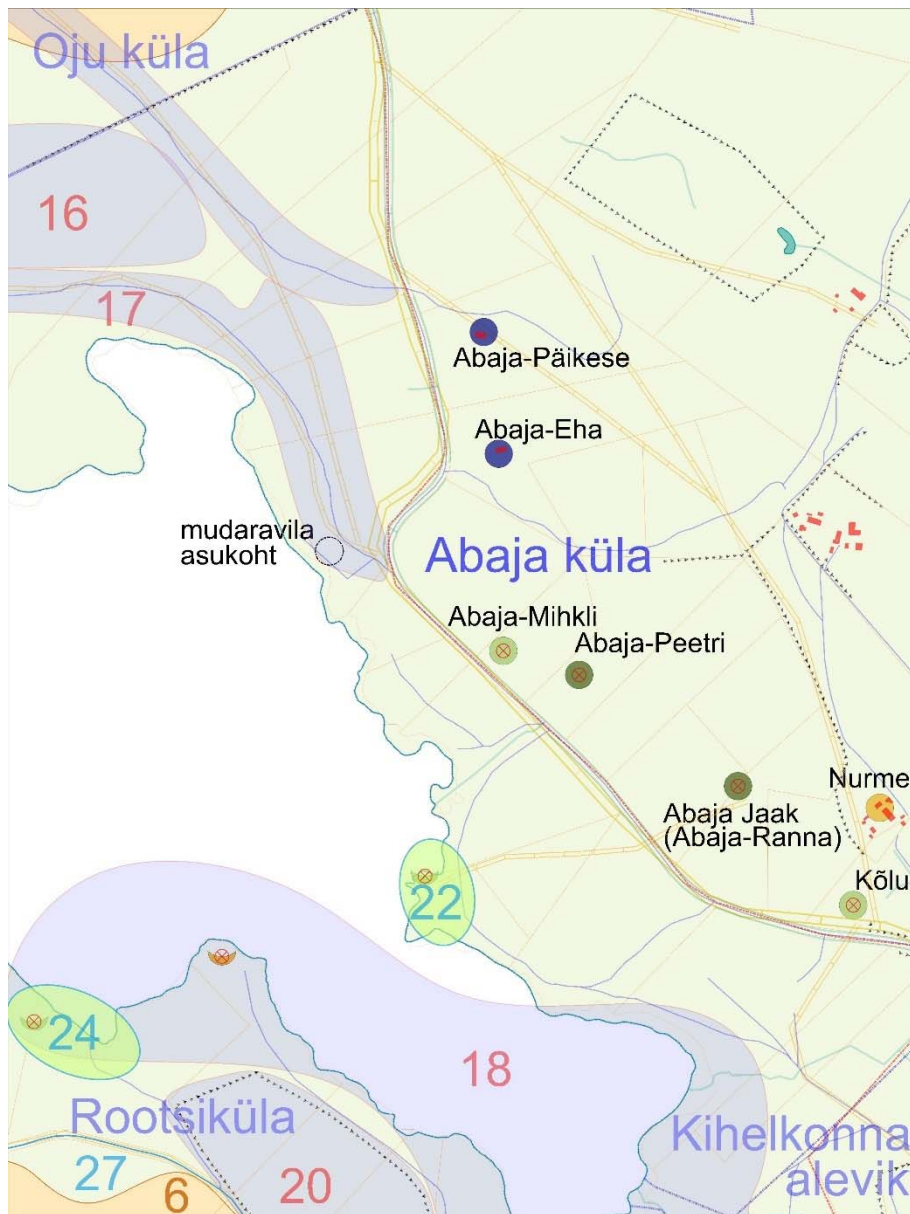 Oju küla
16
17
Abaja-Päikese
Abaja-Eha
mudaravila
asukoht
Abaja küla
Abaja-Mihkli
Abaja-Peetri
Nurme
Abaja Jaak
(Abaja-Ranna)
Kõlu
22
24
18
Rootsiküla
Kihelkonna
alevik
27
6
20